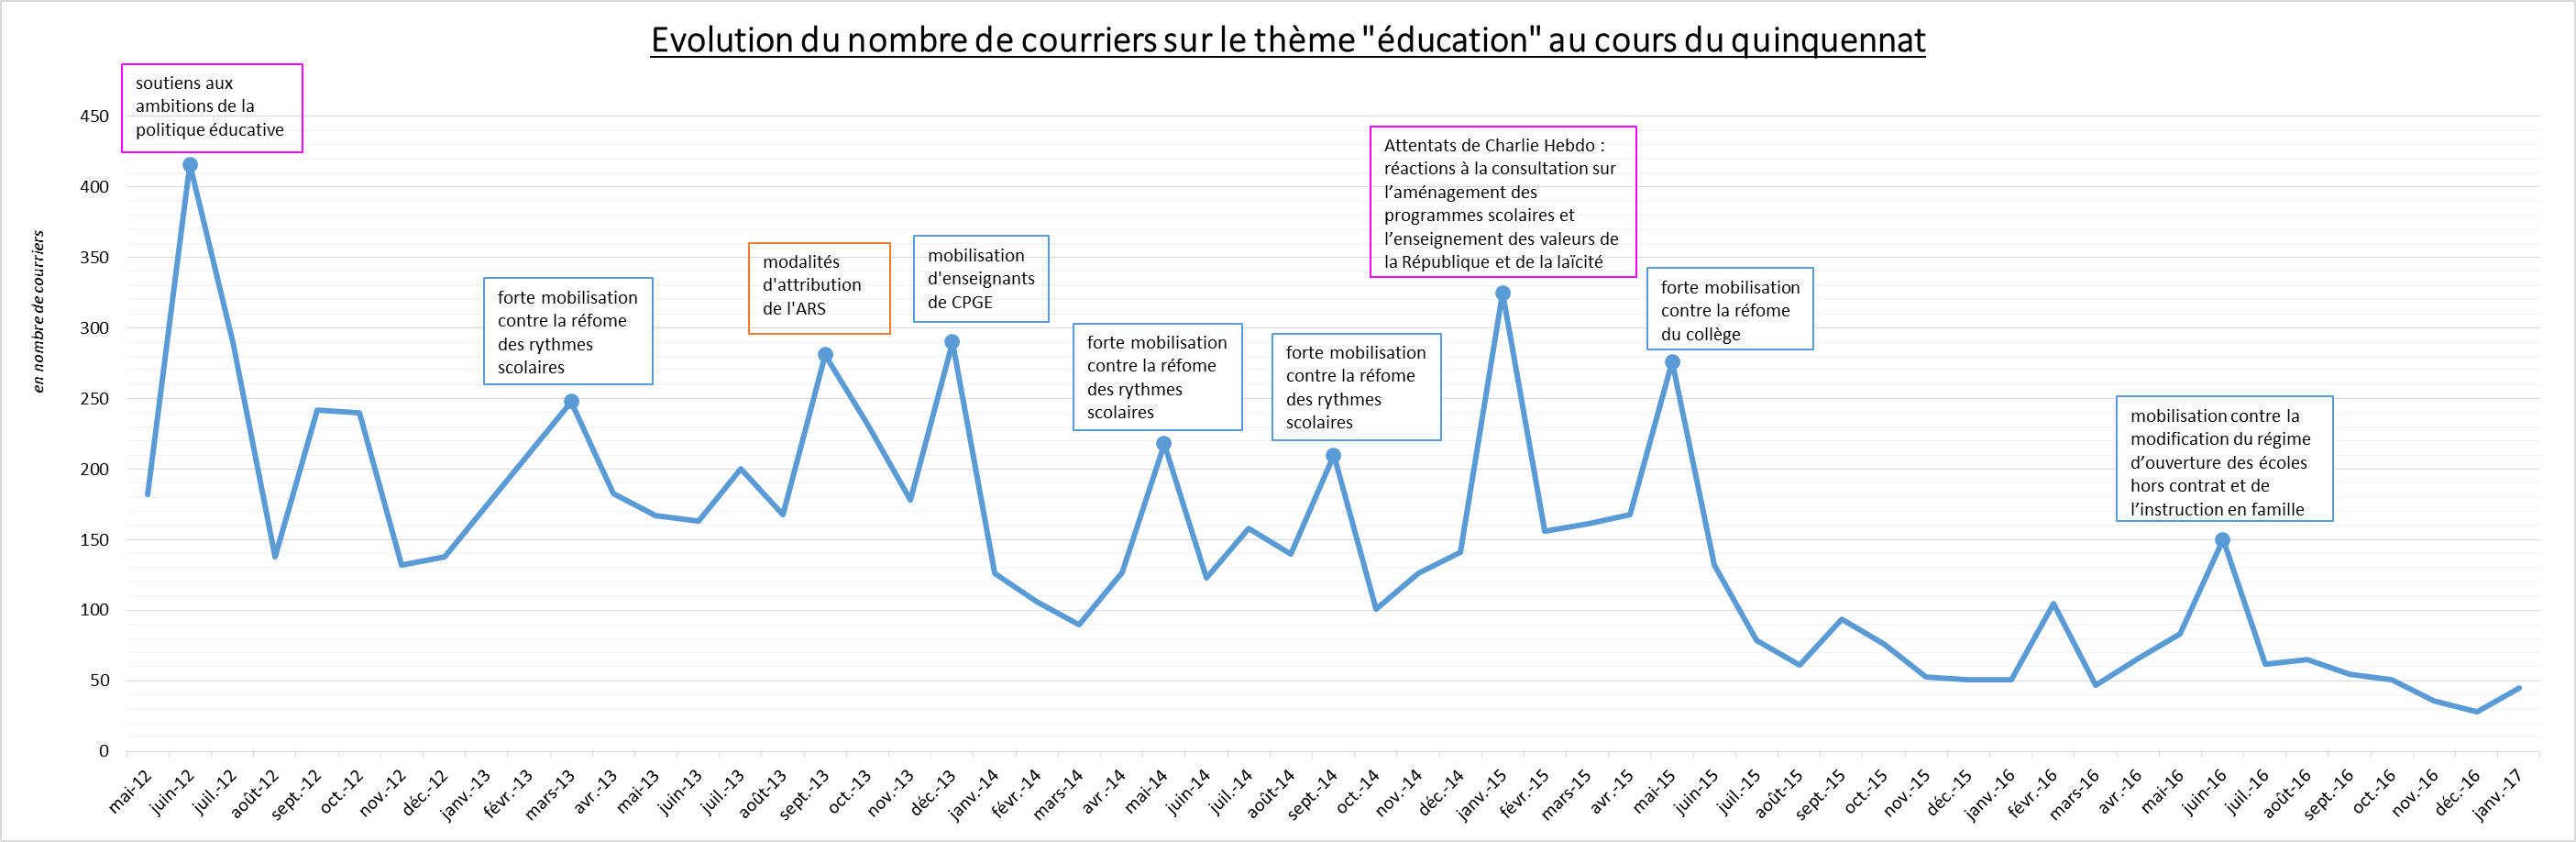 Evolution du nombre de courriers sur le thème "éducation" au cours du quinquennat
soutiens aux
ambitions de la
politique éducative
forte mobilisation
contre la réfome
des rythmes
scolaires
modalités
d'attribution
de l'ARS
mobilisation
d'enseignants
de CPGE
forte mobilisation
contre la réfome
des rythmes
scolaires
forte mobilisation
contre la réfome
des rythmes
scolaires
Attentats de Charlie Hebdo :
réactions à la consultation sur
l’aménagement des
programmes scolaires et
l’enseignement des valeurs de
la République et de la laïcité
forte mobilisation
contre la réfome
du collège
mobilisation contre la
modification du régime
d’ouverture des écoles
hors contrat et de
l’instruction en famille
en nombre de courriers
450
400
350
300
250
200
150
100
50
0
mai-12
juin-12
juil.-12
août-12
sept.-12
oct.-12
nov.-12
déc.-12
janv.-13
févr.-13
mars-13
avr.-13
mai-13
juin-13
juil.-13
août-13
sept.-13
oct.-13
nov.-13
déc.-13
janv.-14
févr.-14
mars-14
avr.-14
mai-14
juin-14
juil.-14
août-14
sept.-14
oct.-14
nov.-14
déc.-14
janv.-15
févr.-15
mars-15
avr.-15
mai-15
juin-15
juil.-15
août-15
sept.-15
oct.-15
nov.-15
déc.-15
janv.-16
févr.-16
mars-16
avr.-16
mai-16
juin-16
juil.-16
août-16
sept.-16
oct.-16
nov.-16
déc.-16
janv.-17